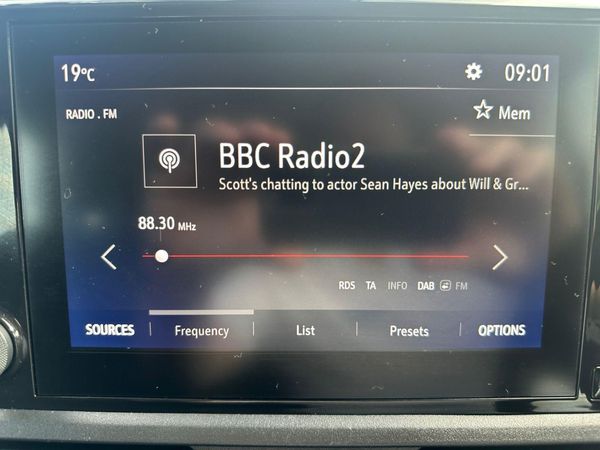 19°C
09:01
RADIO . FM
Mem
BBC Radio2
Scott's chatting to actor Sean Hayes about Will & Gr...
88.30 MHz
RDS TA INFO DAB FM
SOURCES Frequency List Presets OPTIONS